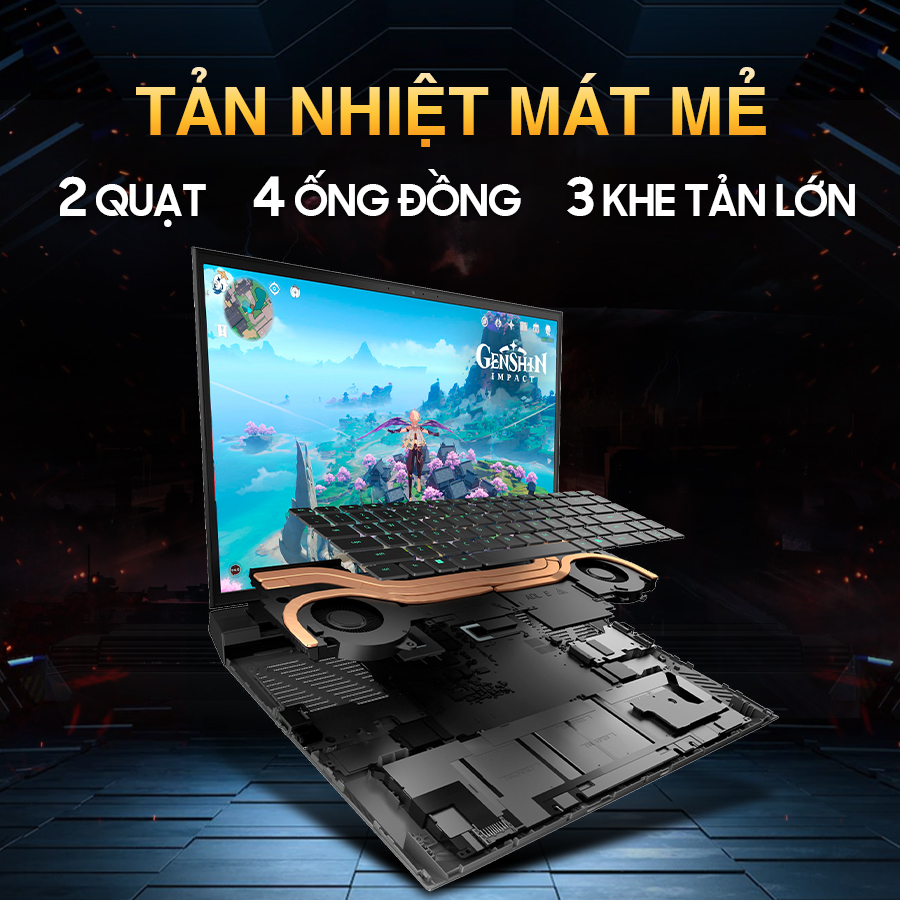 TẢN NHIỆT MÁT MẺ
2 QUẠT 4 ỐNG ĐỒNG 3 KHE TẢN LỚN
GENSHIN
IMPACT